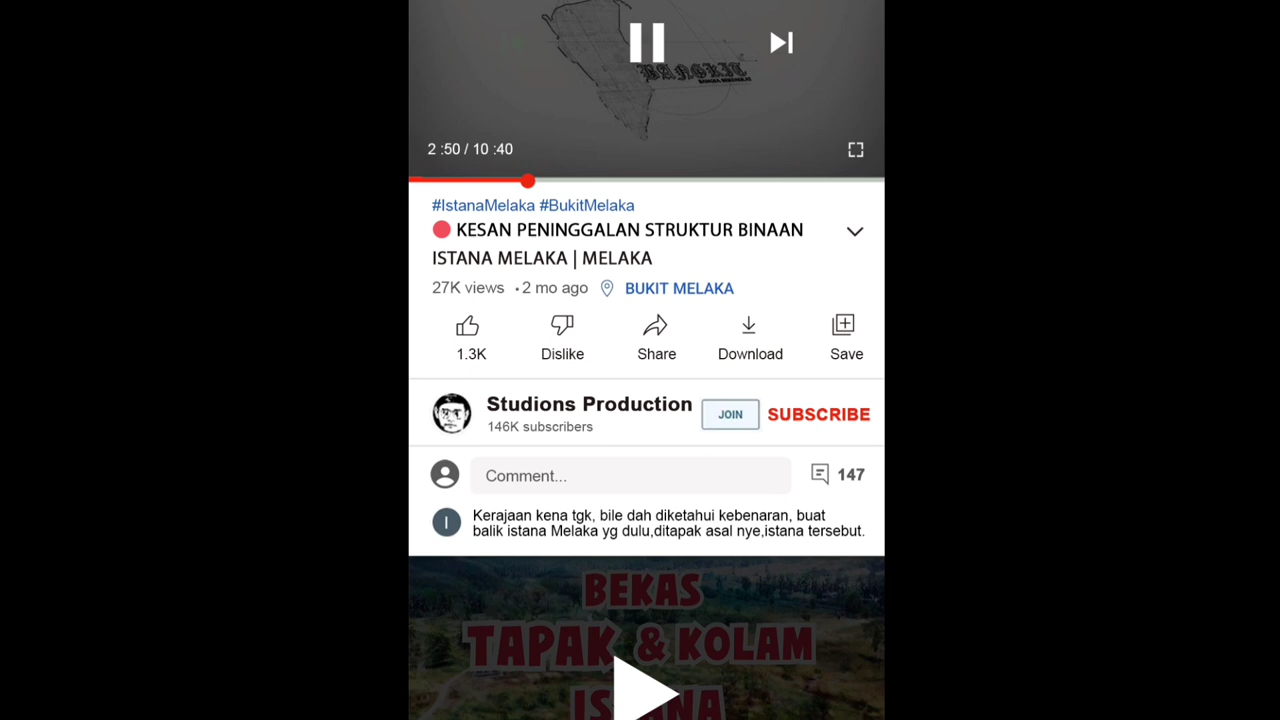 BANGKIT
2 :50 / 10 :40
#IstanaMelaka #BukitMelaka
KESAN PENINGGALAN STRUKTUR BINAAN
ISTANA MELAKA | MELAKA
27K views • 2 mo ago BUKIT MELAKA
1.3K Dislike Share Download Save
Studions Production JOIN SUBSCRIBE
146K subscribers
Comment... 147
I
Kerajaan kena tgk, bile dah diketahui kebenaran, buat
balik istana Melaka yg dulu,ditapak asal nye,istana tersebut.
BEKAS
TAPAK & KOLAM
ISTANA